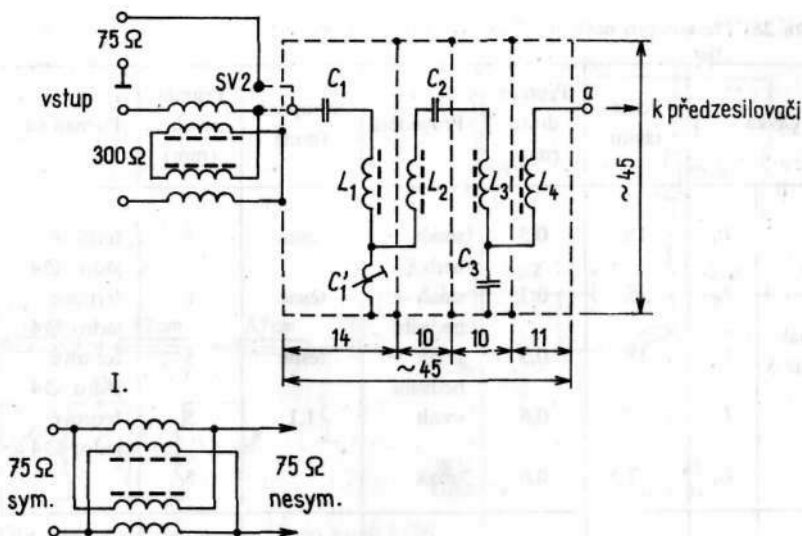 75 Ω
vstup
300 Ω
SV2
C₁
C₂
a
k předzesilovači
L₁
L₂
L₃
L₄
C₁'
C₃
~45
14
10
10
11
~45
I.
75 Ω
sym.
75 Ω
nesym.